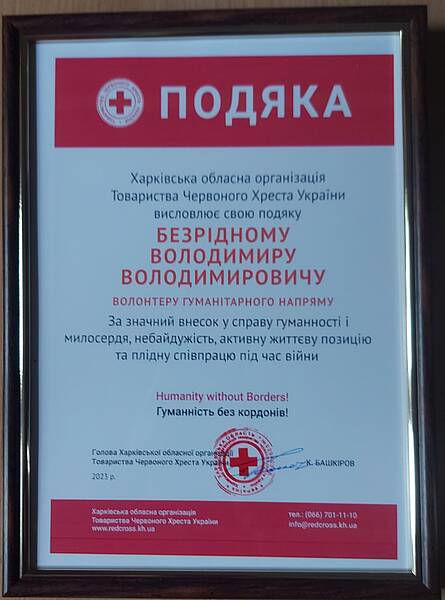 ПОДЯКА
Харківська обласна організація
Товариства Червоного Хреста України
висловлює свою подяку
БЕЗРІДНОМУ
ВОЛОДИМИРУ
ВОЛОДИМИРОВИЧУ
ВОЛОНТЕРУ ГУМАНІТАРНОГО НАПРЯМУ
За значний внесок у справу гуманності і
милосердя, небайдужість, активну життєву позицію
та плідну співпрацю під час війни
Humanity without Borders!
Гуманність без кордонів!
Голова Харківської обласної організації
Товариства Червоного Хреста України
К. БАШКІРОВ
2023 р.
Харківська обласна організація
Товариства Червоного Хреста України
www.redcross.kh.ua
тел.: (066) 701-11-10
info@redcross.kh.ua